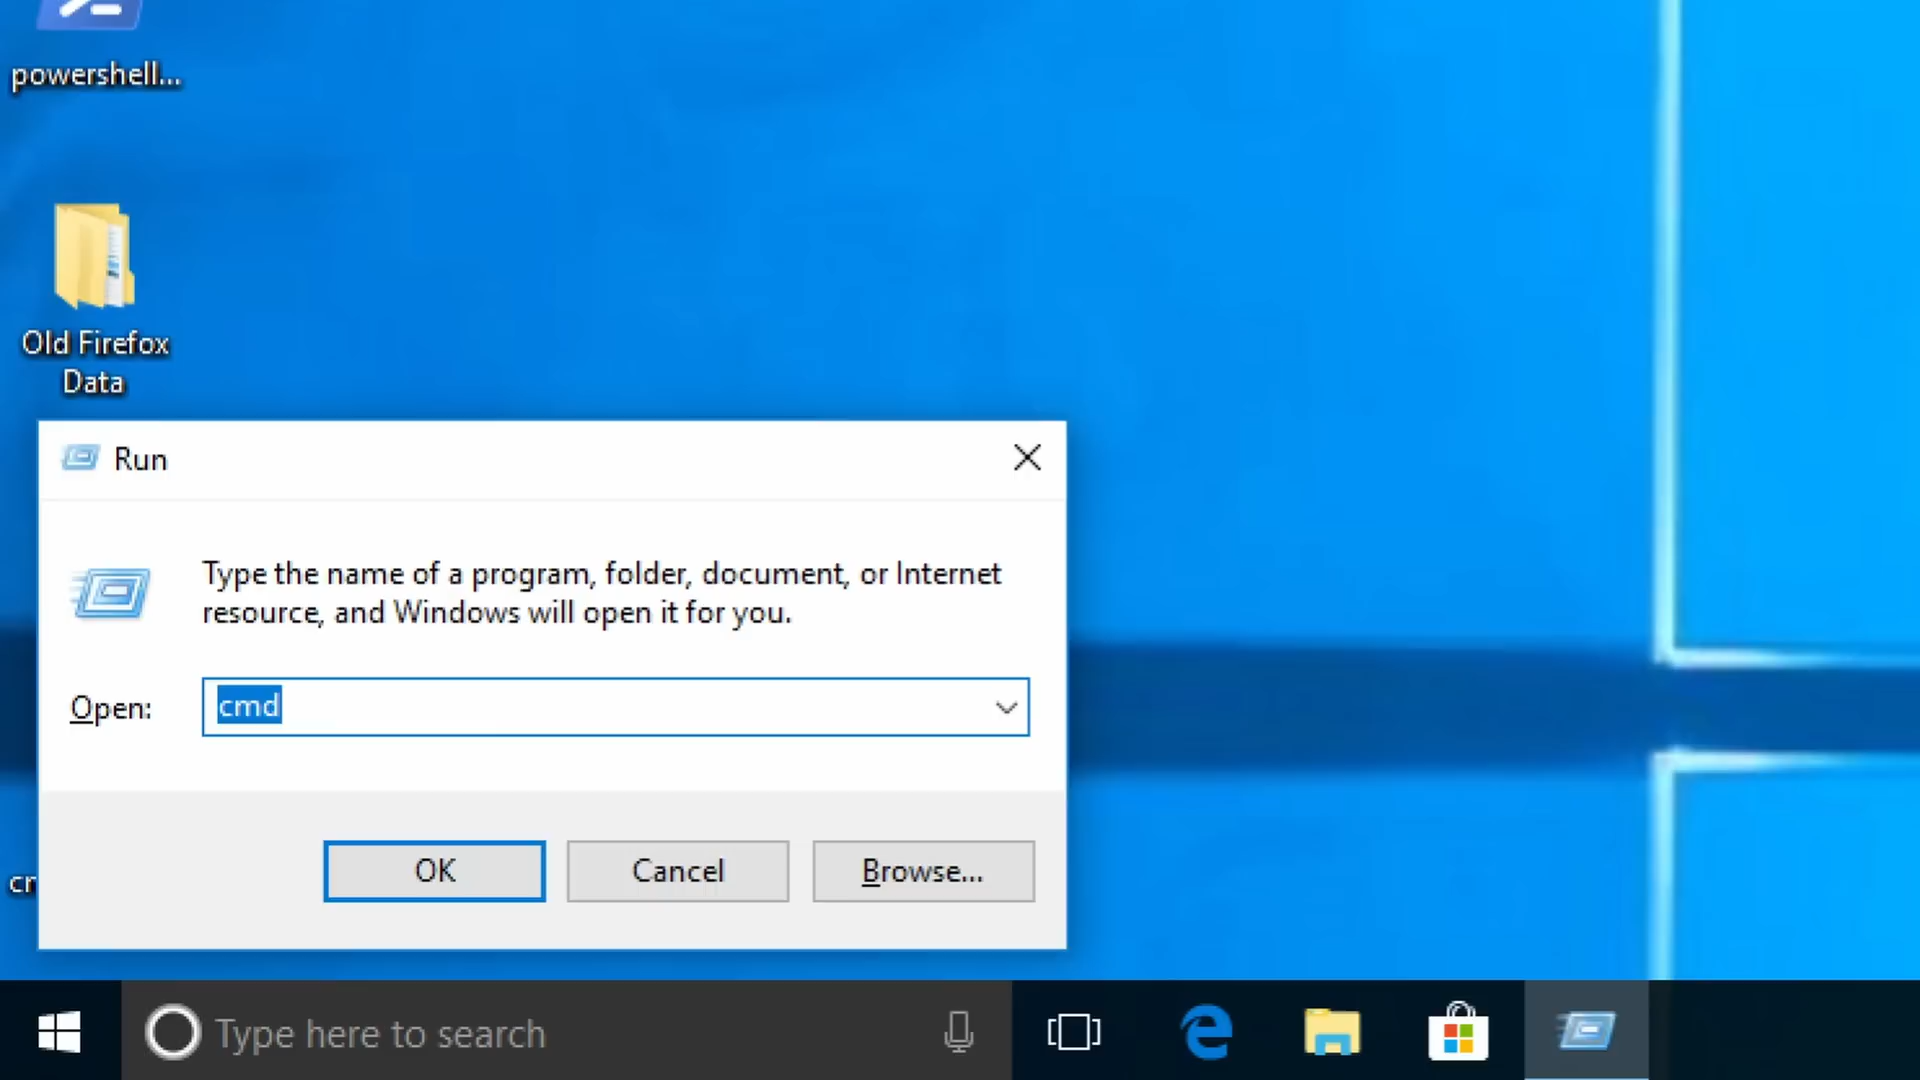 powershell...
Old Firefox
Data
Run
Type the name of a program, folder, document, or Internet
resource, and Windows will open it for you.
Open:
cmd
OK
Cancel
Browse...
Type here to search